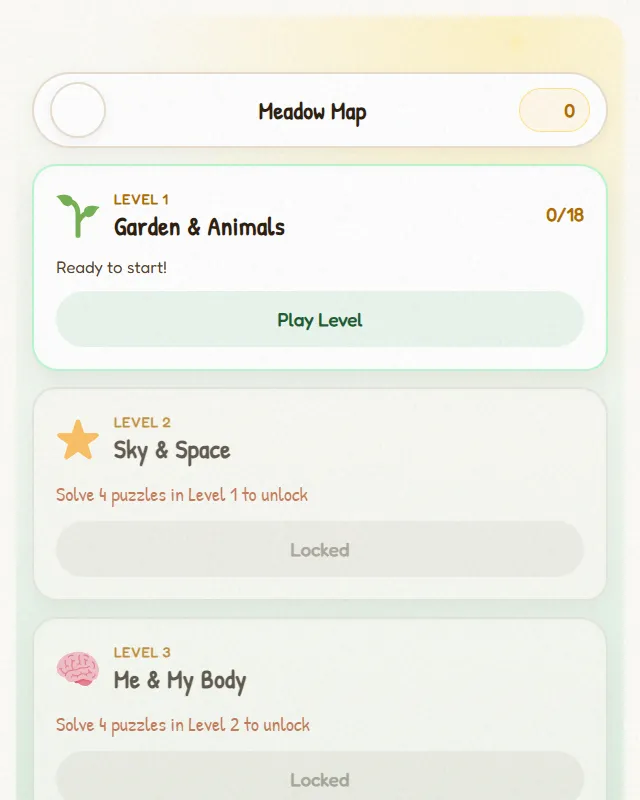 Meadow Map
0
LEVEL 1
Garden & Animals
0/18
Ready to start!
Play Level
LEVEL 2
Sky & Space
Solve 4 puzzles in Level 1 to unlock
Locked
LEVEL 3
Me & My Body
Solve 4 puzzles in Level 2 to unlock
Locked